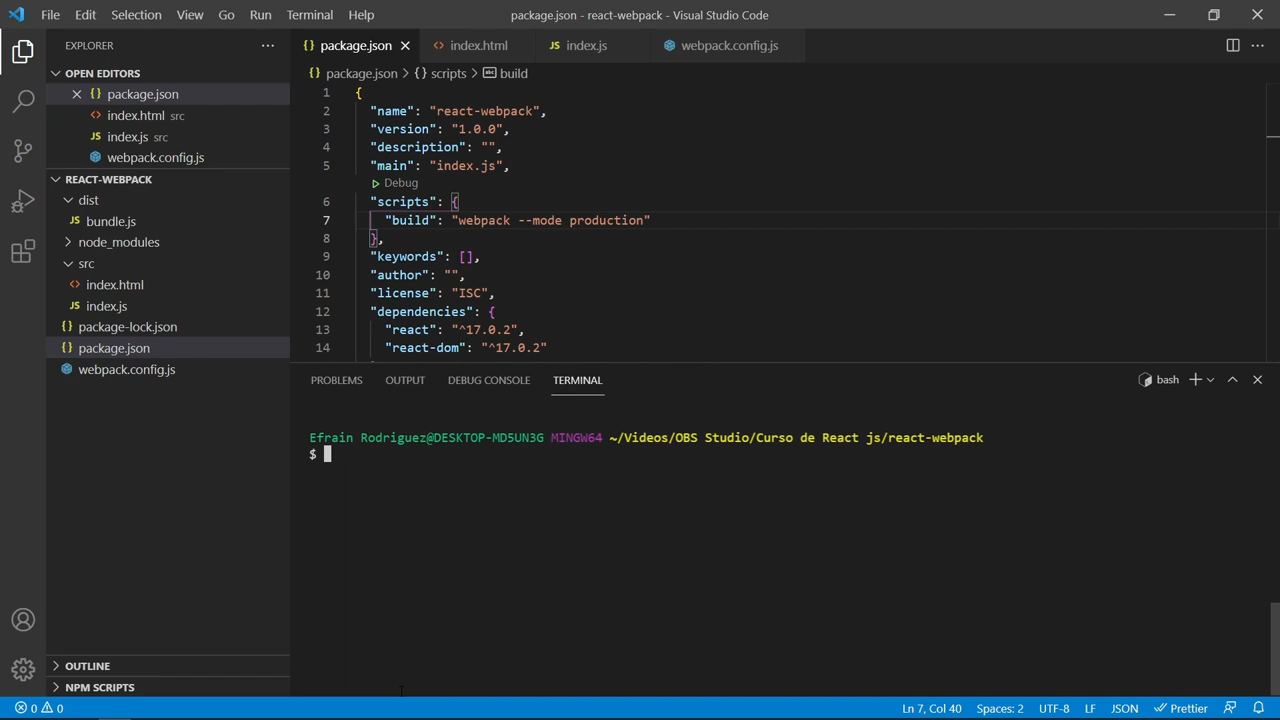 File Edit Selection View Go Run Terminal Help package.json - react-webpack - Visual Studio Code
EXPLORER
OPEN EDITORS
package.json
index.html src
index.js src
webpack.config.js
REACT-WEBPACK
dist
bundle.js
node_modules
src
index.html
index.js
package-lock.json
package.json
webpack.config.js
OUTLINE
NPM SCRIPTS
package.json index.html index.js webpack.config.js
package.json > {} scripts > abc build
1 {
2 "name": "react-webpack",
3 "version": "1.0.0",
4 "description": "",
5 "main": "index.js",
Debug
6 "scripts": {
7 "build": "webpack --mode production"
8 },
9 "keywords": [],
10 "author": "",
11 "license": "ISC",
12 "dependencies": {
13 "react": "^17.0.2",
14 "react-dom": "^17.0.2"
PROBLEMS OUTPUT DEBUG CONSOLE TERMINAL bash
Efrain Rodriguez@DESKTOP-MD5UN3G MINGW64 ~/Videos/OBS Studio/Curso de React js/react-webpack
$
0 0 Ln 7, Col 40 Spaces: 2 UTF-8 LF JSON Prettier